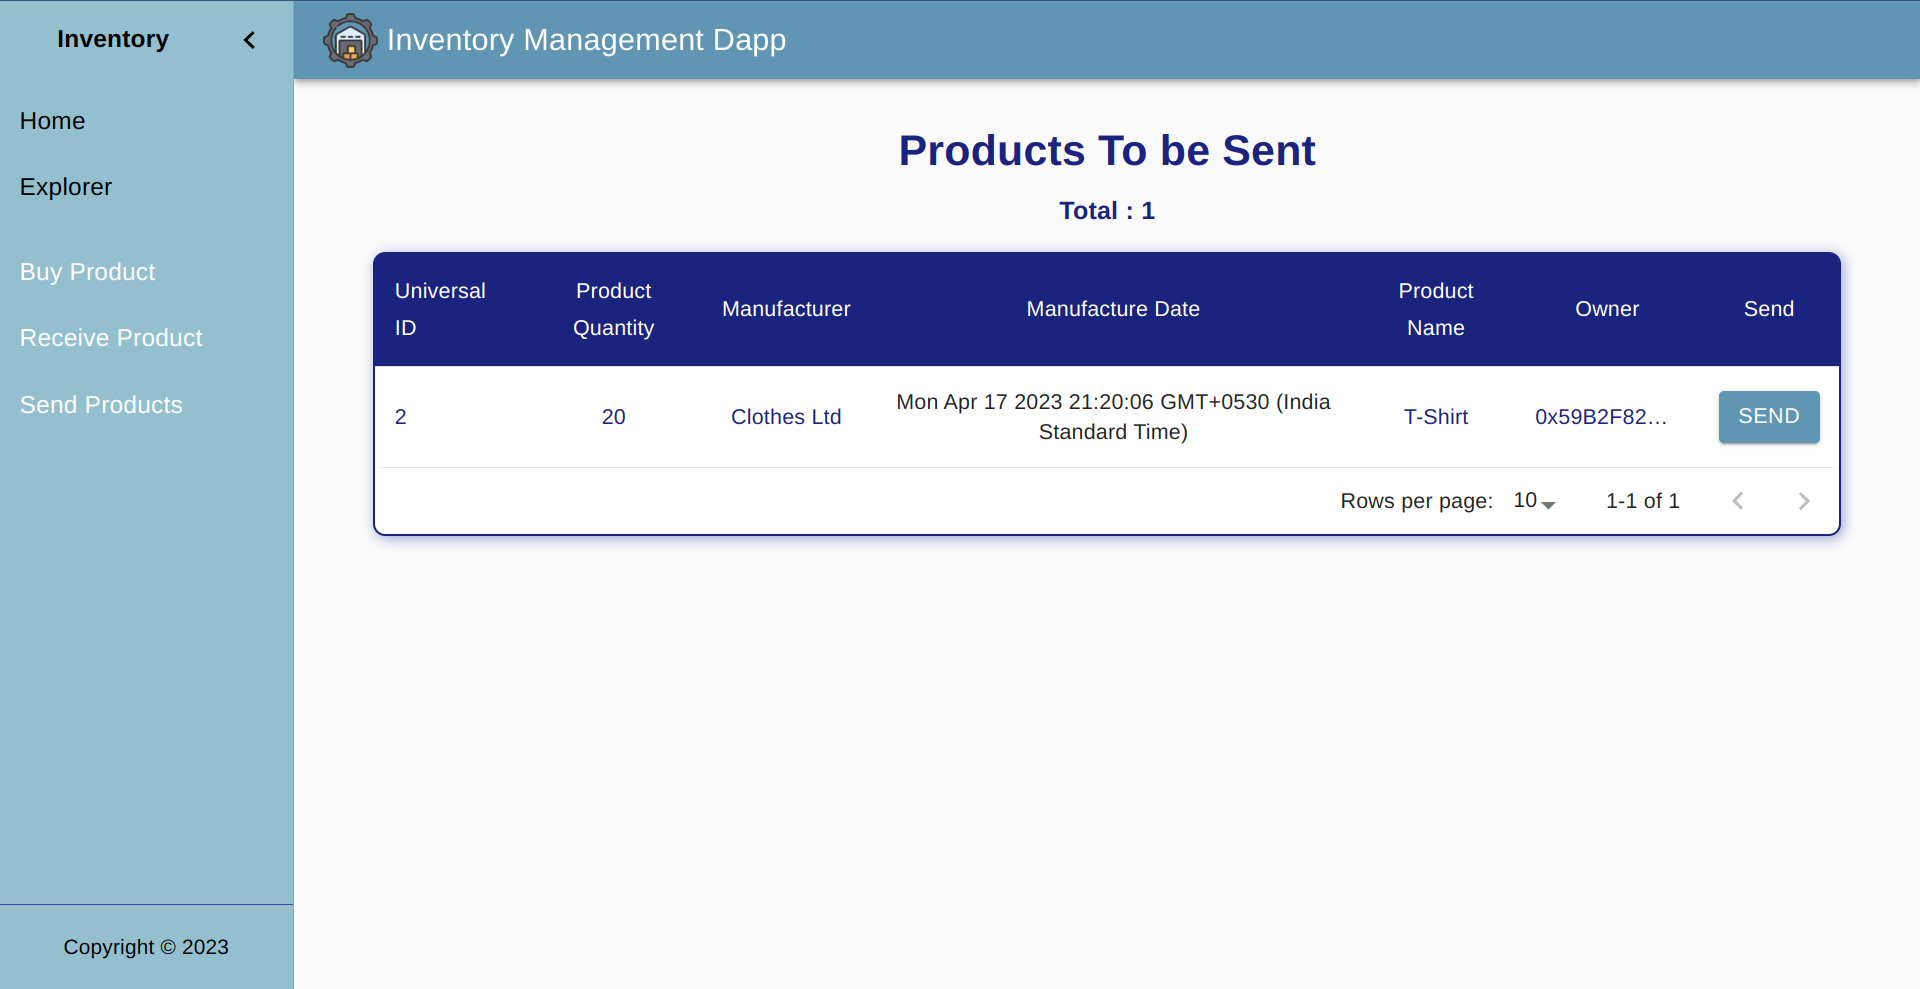 Inventory
Inventory Management Dapp
Home
Explorer
Buy Product
Receive Product
Send Products
Copyright © 2023
Products To be Sent
Total : 1
Universal ID
Product Quantity
Manufacturer
Manufacture Date
Product Name
Owner
Send
2
20
Clothes Ltd
Mon Apr 17 2023 21:20:06 GMT+0530 (India
Standard Time)
T-Shirt
0x59B2F82...
SEND
Rows per page: 10
1-1 of 1